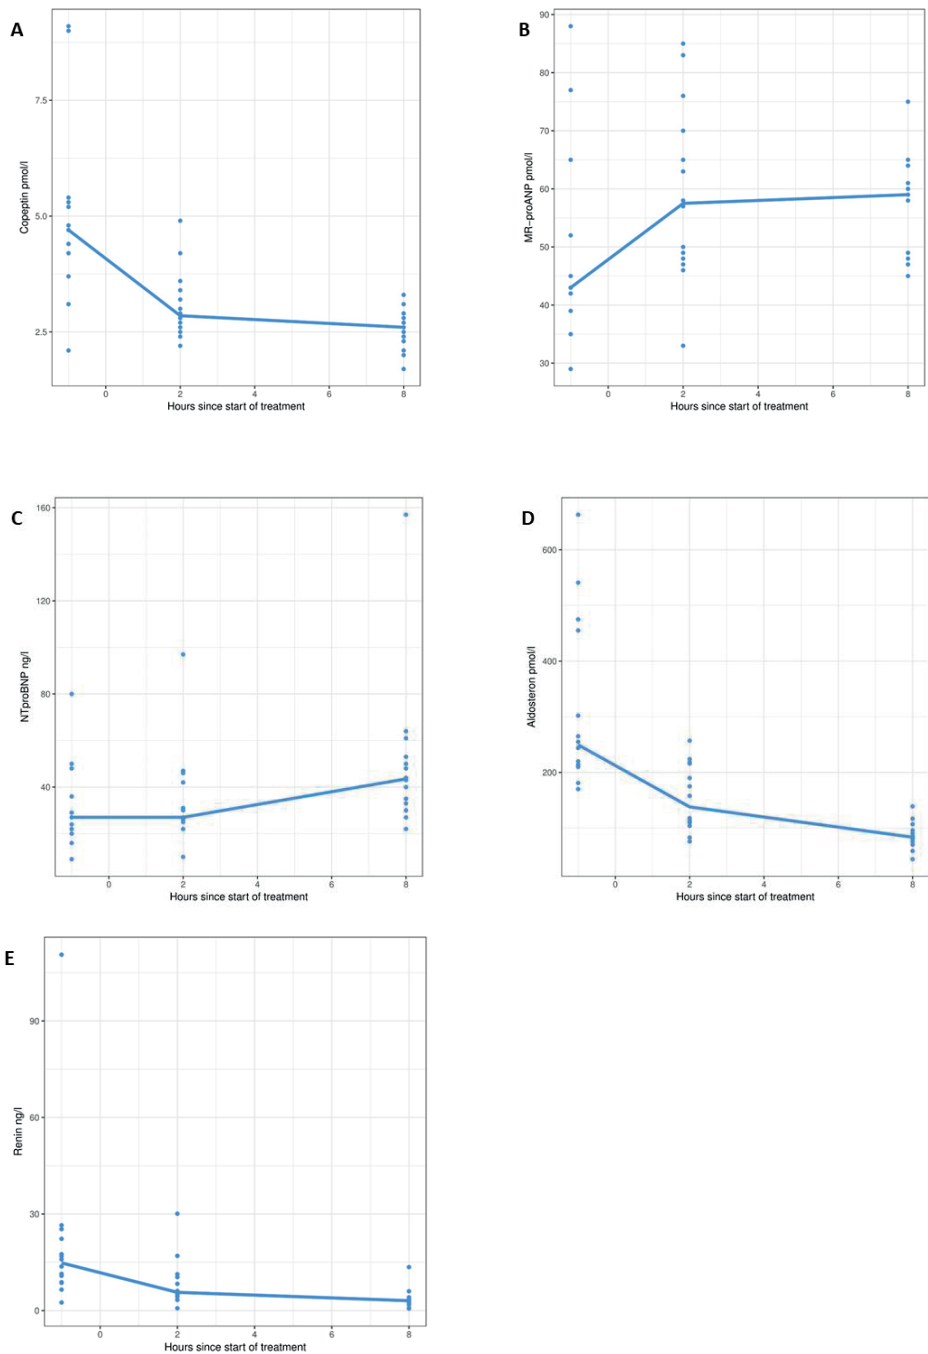 A
Copeptin pmol/l
7.5
5.0
2.5
0 2 4 6 8
Hours since start of treatment
B
MR-proANP pmol/l
90
80
70
60
50
40
30
0 2 4 6 8
Hours since start of treatment
C
NTproBNP ng/l
160
120
80
40
0 2 4 6 8
Hours since start of treatment
D
Aldosteron pmol/l
600
400
200
0 2 4 6 8
Hours since start of treatment
E
Renin ng/l
90
60
30
0
0 2 4 6 8
Hours since start of treatment